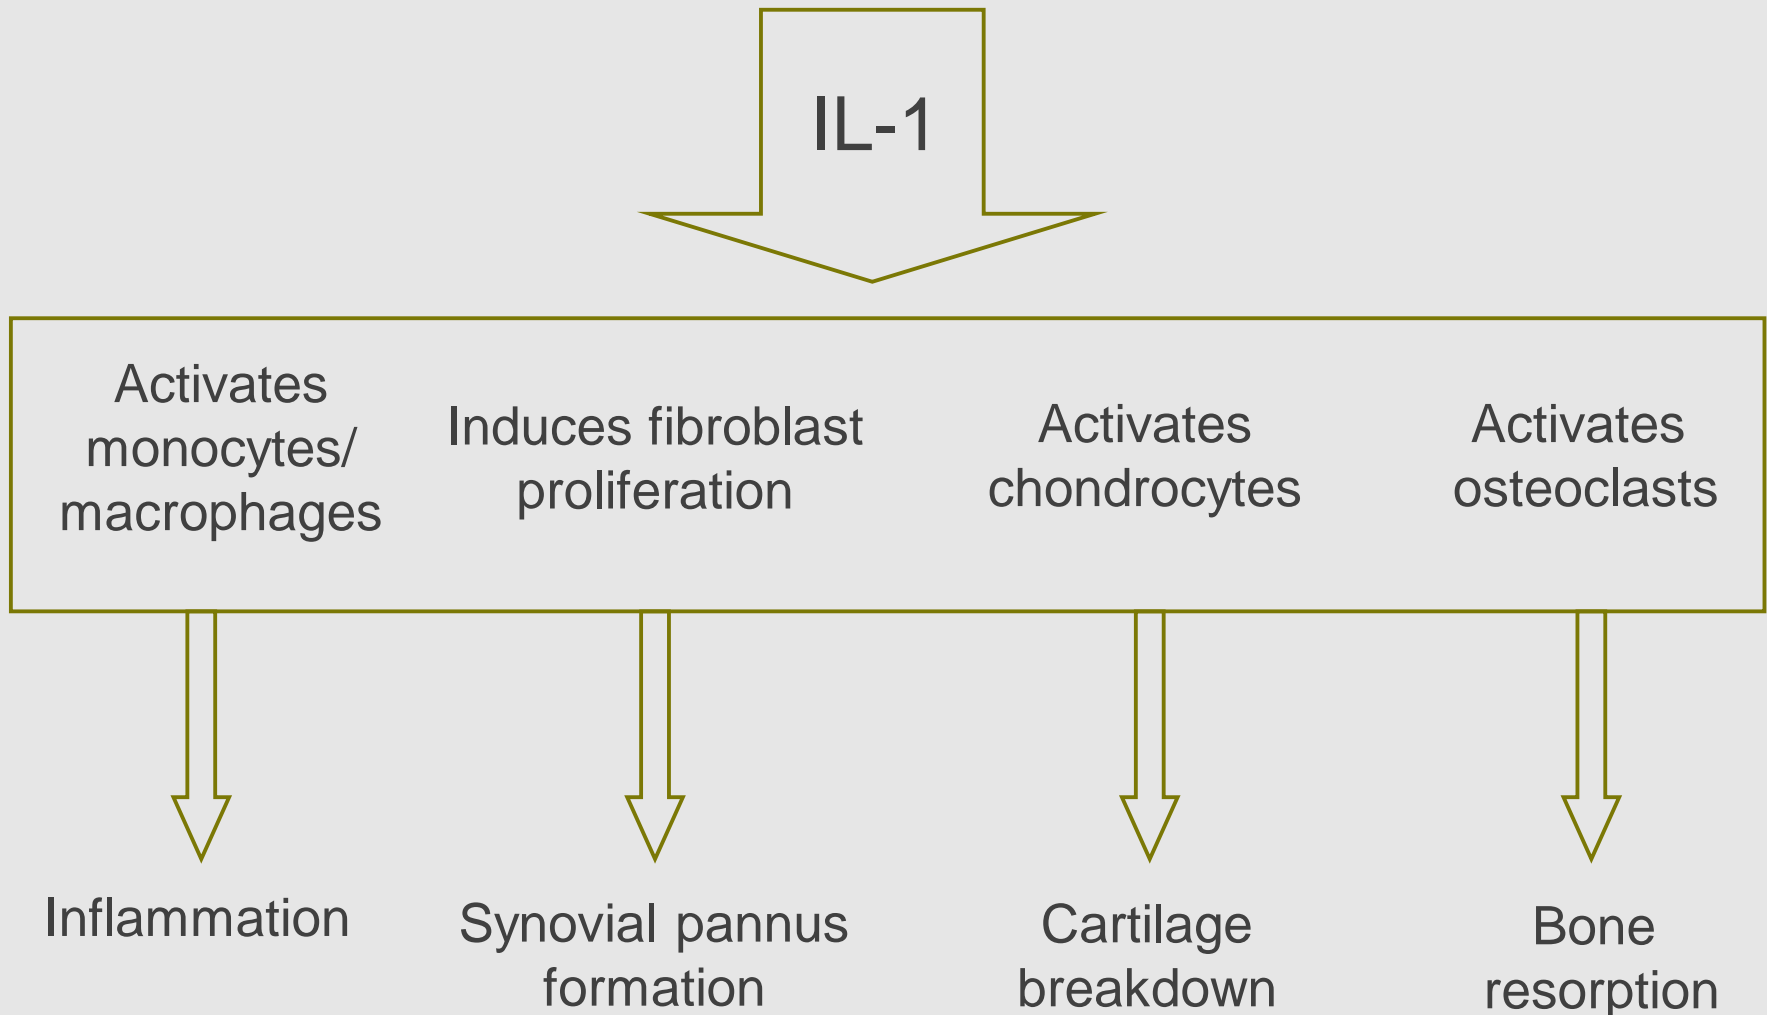 IL-1
Activates
monocytes/
macrophages
Induces fibroblast
proliferation
Activates
chondrocytes
Activates
osteoclasts
Inflammation
Synovial pannus
formation
Cartilage
breakdown
Bone
resorption